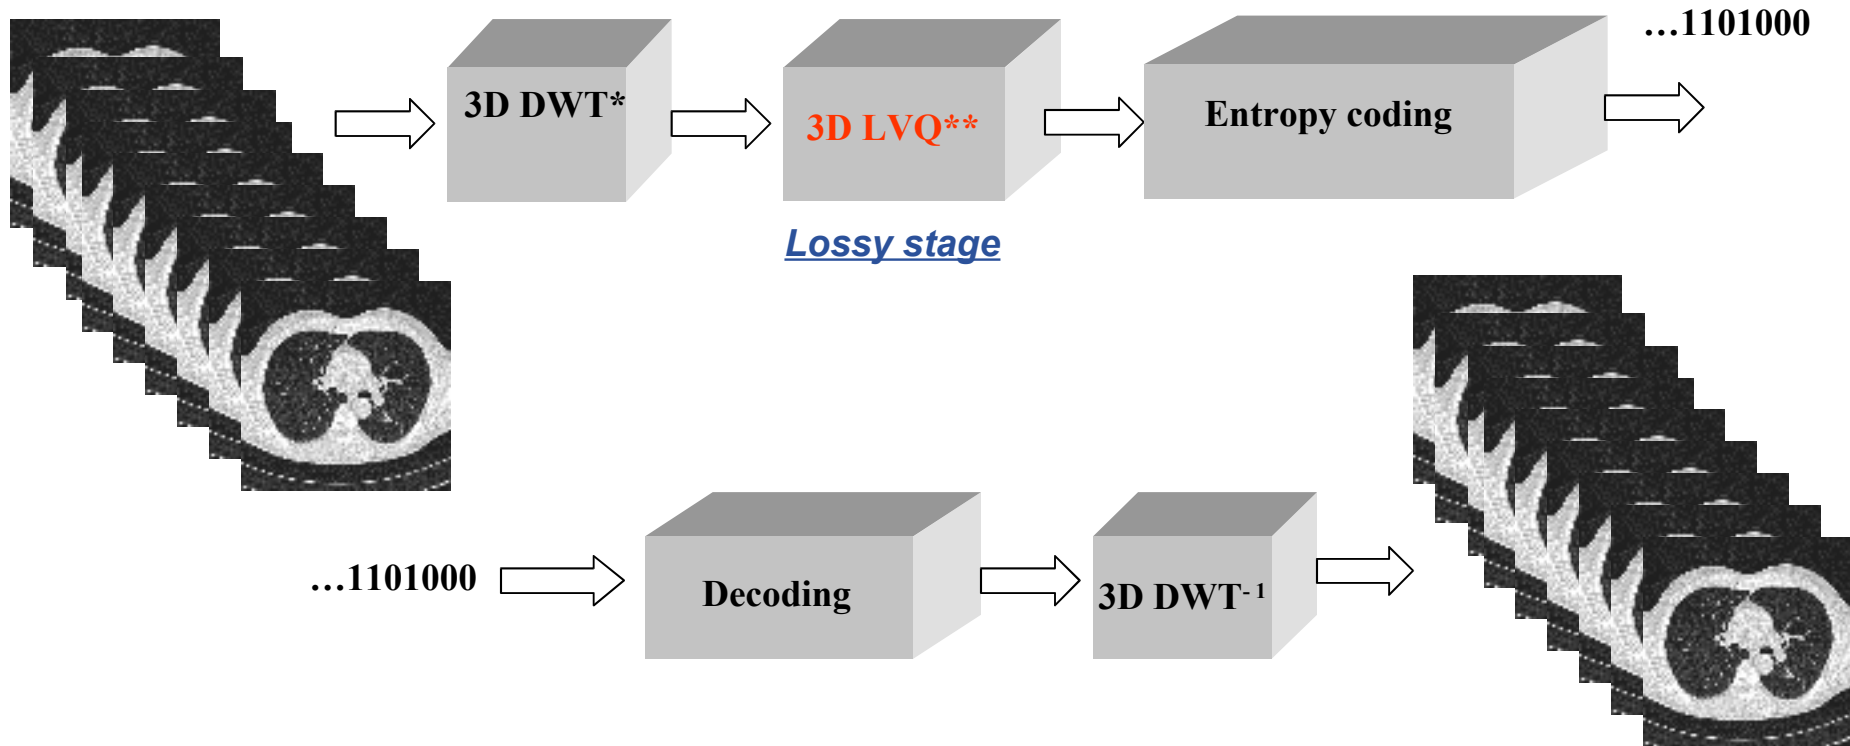 …1101000
3D DWT*
3D LVQ**
Entropy coding
Lossy stage
…1101000
Decoding
3D DWT⁻¹